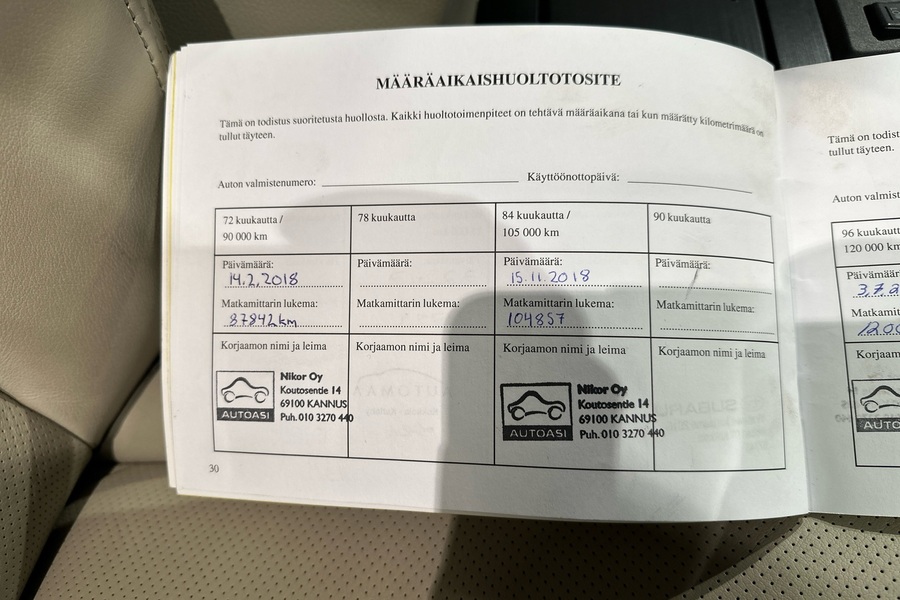 MÄÄRÄAIKAISHUOLTOTOSITE
Tämä on todistus suoritetusta huollosta. Kaikki huoltotoimenpiteet on tehtävä määräaikana tai kun määrätty kilometrimäärä on
tullut täyteen.
Auton valmistenumero: Käyttöönottopäivä:
72 kuukautta /
90 000 km
Päivämäärä:
14.2.2018
Matkamittarin lukema:
87842 km
Korjaamon nimi ja leima
AUTOASI
Nikor Oy
Koutosentie 14
69100 KANNUS
Puh. 010 3270 440
78 kuukautta
Päivämäärä:
Matkamittarin lukema:
Korjaamon nimi ja leima
84 kuukautta /
105 000 km
Päivämäärä:
15.11.2018
Matkamittarin lukema:
104857
Korjaamon nimi ja leima
AUTOASI
Nikor Oy
Koutosentie 14
69100 KANNUS
Puh. 010 3270 440
90 kuukautta
Päivämäärä:
Matkamittarin lukema:
Korjaamon nimi ja leima
30
Tämä on todist
tullut täyteen.
Auton valmist
96 kuukautt
120 000 km
Päivämäär
Matkamit
Korjaam
AUTO